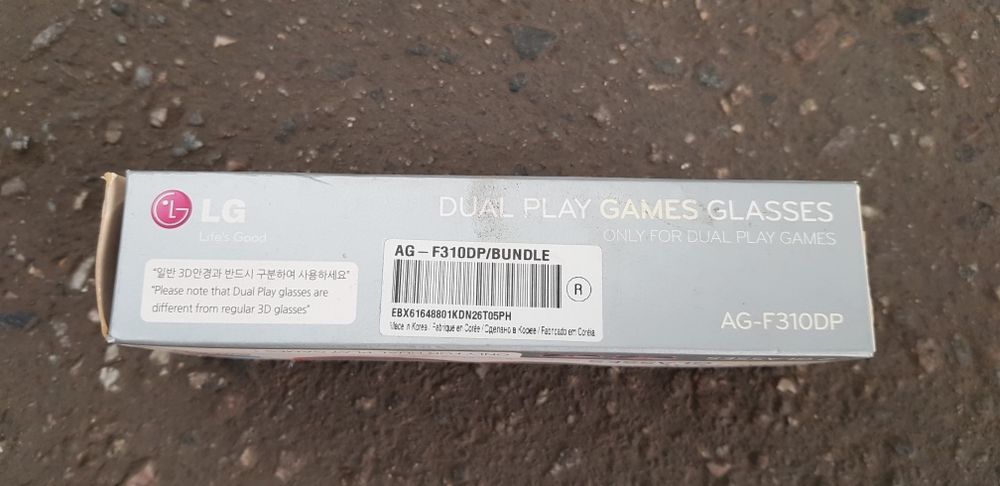 LG
Life's Good
DUAL PLAY GAMES GLASSES
ONLY FOR DUAL PLAY GAMES
"일반 3D안경과 반드시 구분하여 사용하세요"
"Please note that Dual Play glasses are
different from regular 3D glasses"
AG-F310DP/BUNDLE
R
EBX61648801KDN26T05PH
Made in Korea / Fabriqué en Corée / Сделано в Корее / Fabricado em Coréia
AG-F310DP